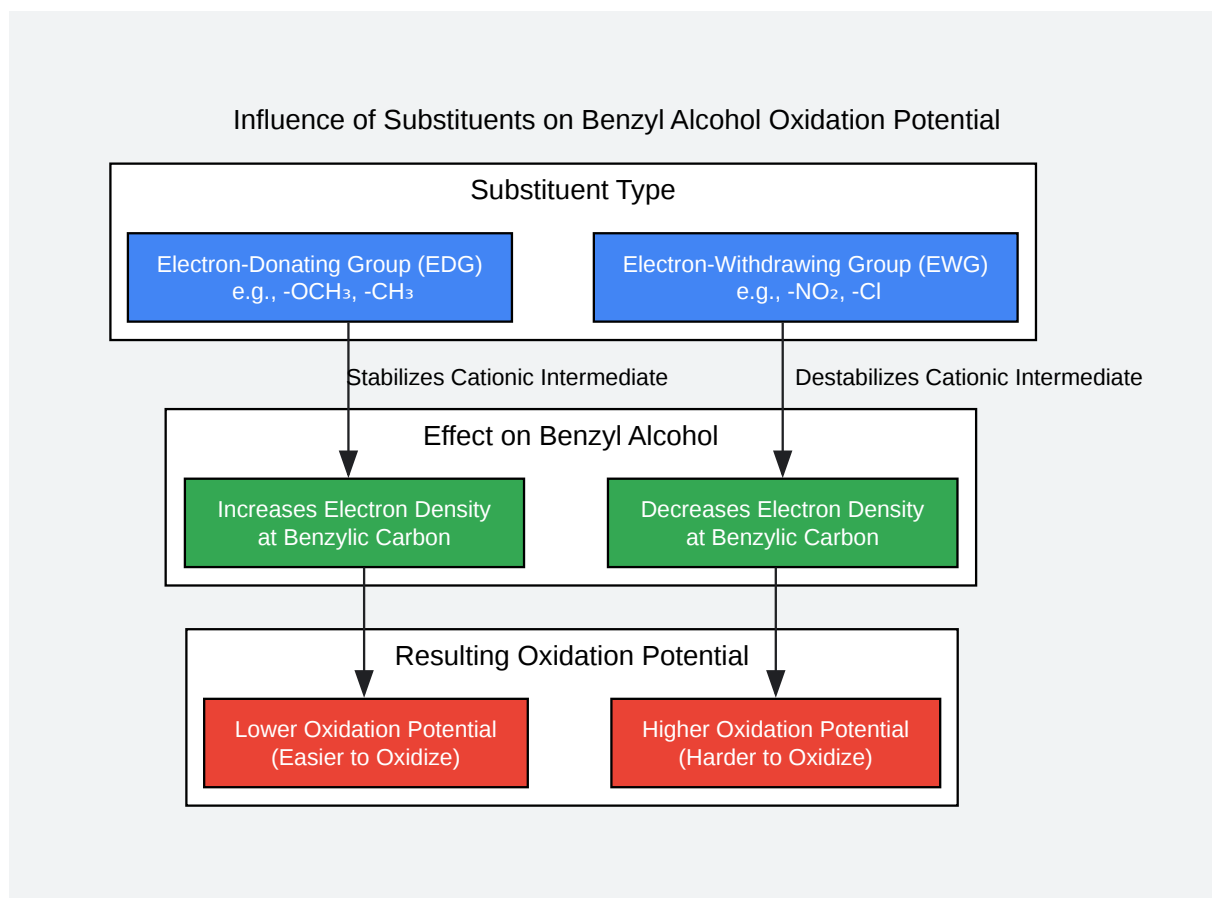 Influence of Substituents on Benzyl Alcohol Oxidation Potential
Substituent Type
Electron-Donating Group (EDG)
e.g., -OCH₃, -CH₃
Electron-Withdrawing Group (EWG)
e.g., -NO₂, -Cl
Stabilizes Cationic Intermediate
Destabilizes Cationic Intermediate
Effect on Benzyl Alcohol
Increases Electron Density
at Benzylic Carbon
Decreases Electron Density
at Benzylic Carbon
Resulting Oxidation Potential
Lower Oxidation Potential
(Easier to Oxidize)
Higher Oxidation Potential
(Harder to Oxidize)